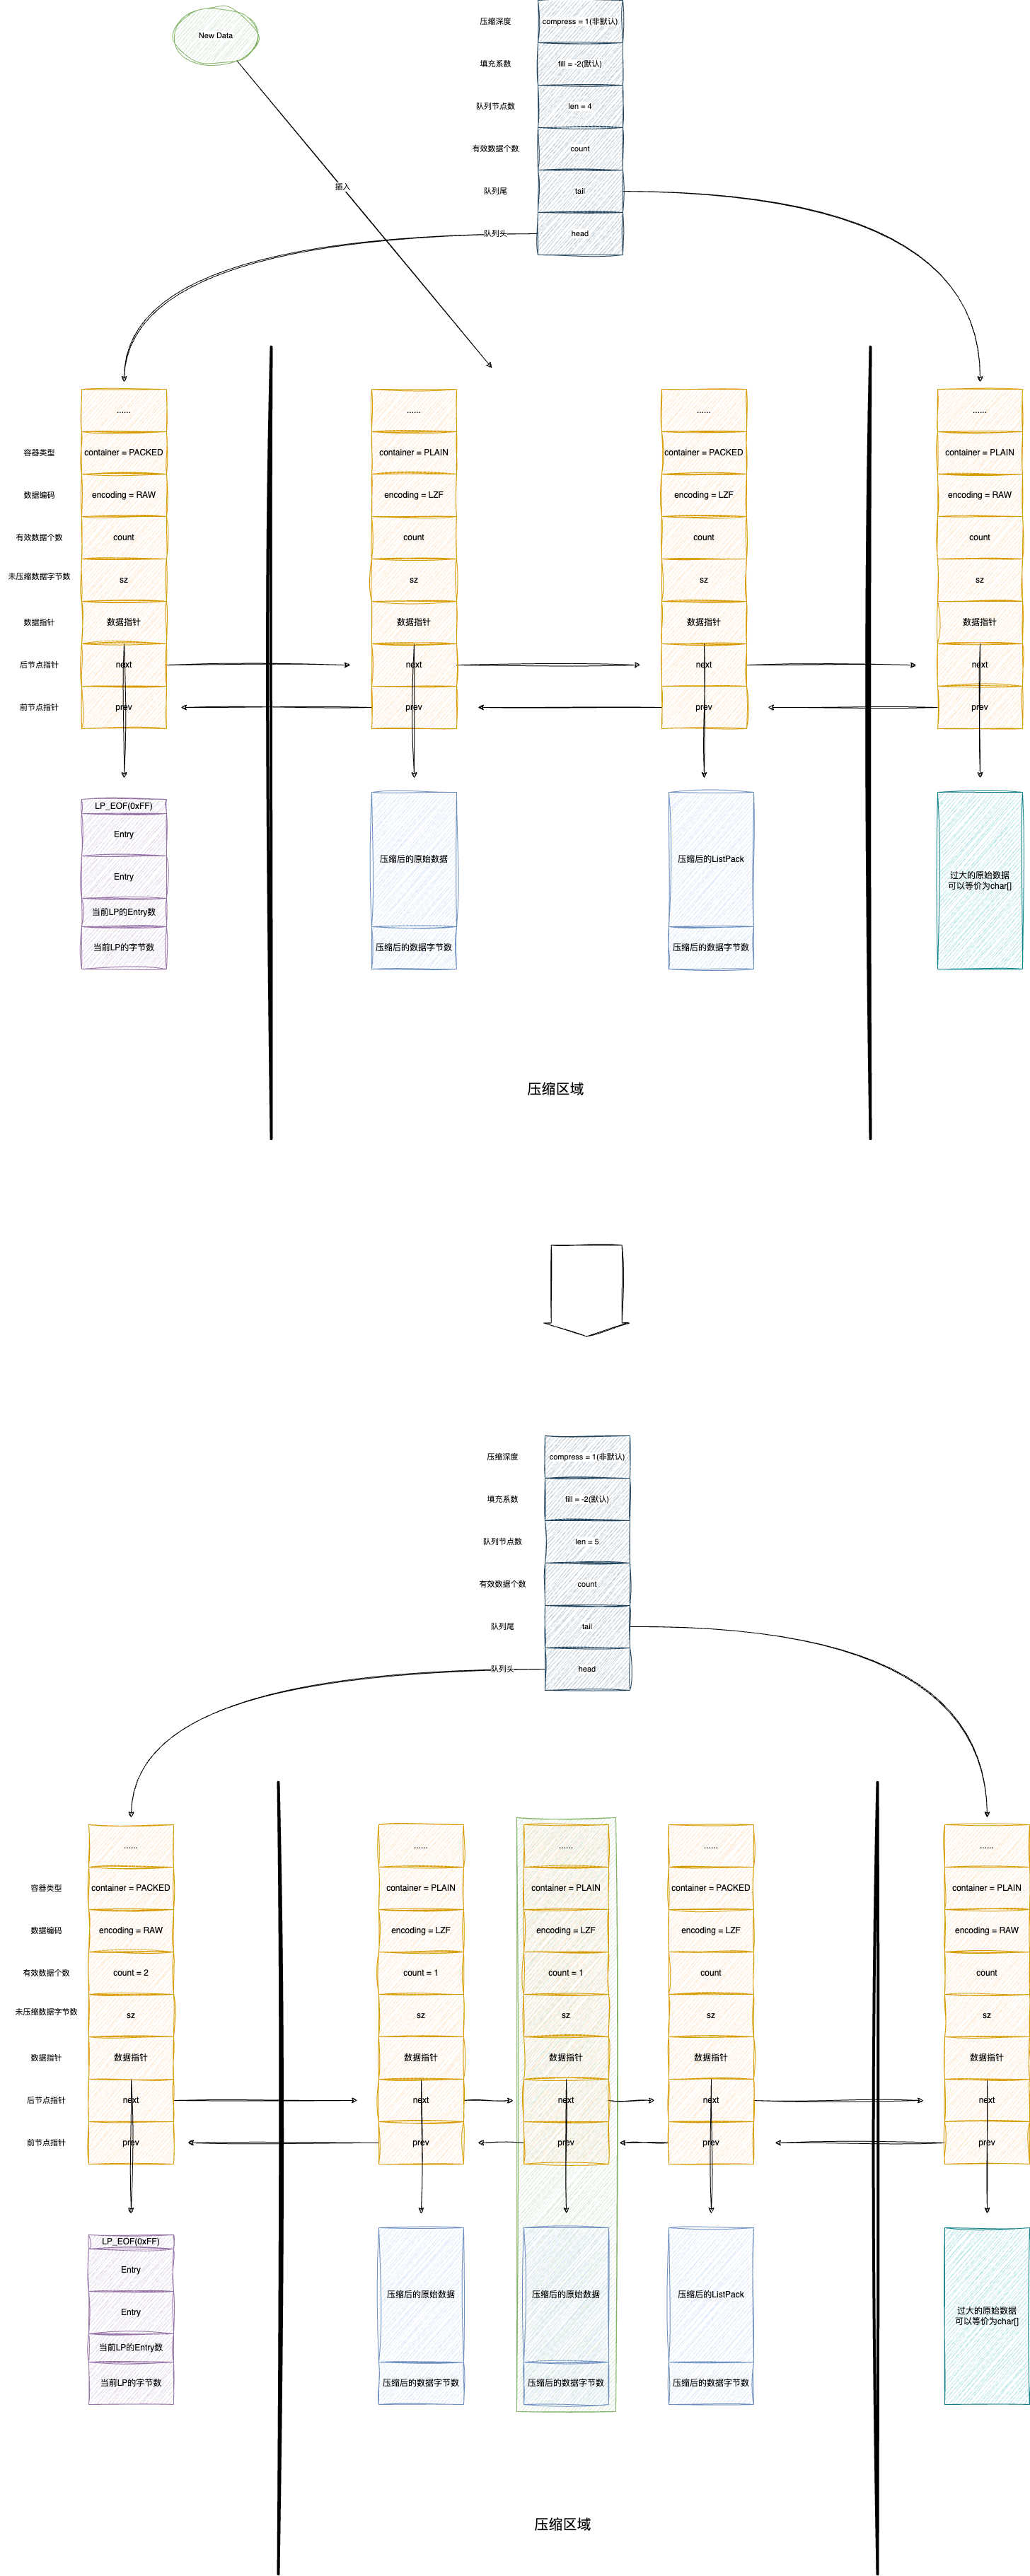 New Data
压缩深度
compress = 1(非默认)
填充系数
fill = -2(默认)
队列节点数
len = 4
有效数据个数
count
插入
队列尾
tail
队列头
head
......
......
......
......
容器类型
container = PACKED
container = PLAIN
container = PACKED
container = PLAIN
数据编码
encoding = RAW
encoding = LZF
encoding = LZF
encoding = RAW
有效数据个数
count
count
count
count
未压缩数据字节数
sz
sz
sz
sz
数据指针
数据指针
数据指针
数据指针
数据指针
后节点指针
next
next
next
next
前节点指针
prev
prev
prev
prev
LP_EOF(0xFF)
Entry
Entry
当前LP的Entry数
当前LP的字节数
压缩后的原始数据
压缩后的数据字节数
压缩后的ListPack
压缩后的数据字节数
过大的原始数据
可以等价为char[]
压缩区域
压缩深度
compress = 1(非默认)
填充系数
fill = -2(默认)
队列节点数
len = 5
有效数据个数
count
队列尾
tail
队列头
head
......
......
......
......
......
容器类型
container = PACKED
container = PLAIN
container = PLAIN
container = PACKED
container = PLAIN
数据编码
encoding = RAW
encoding = LZF
encoding = LZF
encoding = LZF
encoding = RAW
有效数据个数
count = 2
count = 1
count = 1
count
count
未压缩数据字节数
sz
sz
sz
sz
sz
数据指针
数据指针
数据指针
数据指针
数据指针
数据指针
后节点指针
next
next
next
next
next
前节点指针
prev
prev
prev
prev
prev
LP_EOF(0xFF)
Entry
Entry
当前LP的Entry数
当前LP的字节数
压缩后的原始数据
压缩后的数据字节数
压缩后的原始数据
压缩后的数据字节数
压缩后的ListPack
压缩后的数据字节数
过大的原始数据
可以等价为char[]
压缩区域